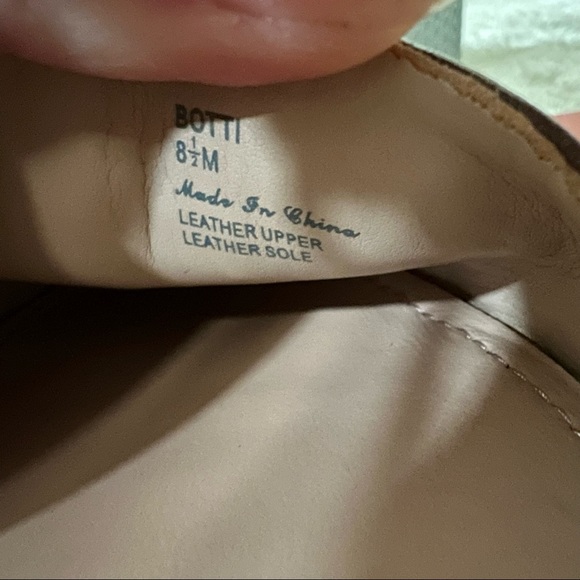 BOTTI
8½M
Made In China
LEATHER UPPER
LEATHER SOLE